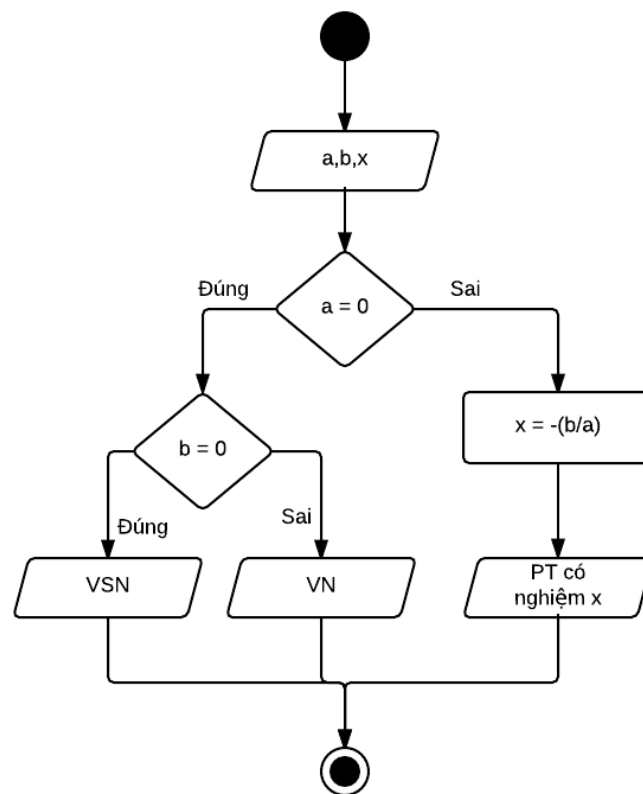 a,b,x
a = 0
Đúng
Sai
b = 0
x = -(b/a)
Đúng
Sai
VSN
VN
PT có
nghiệm x